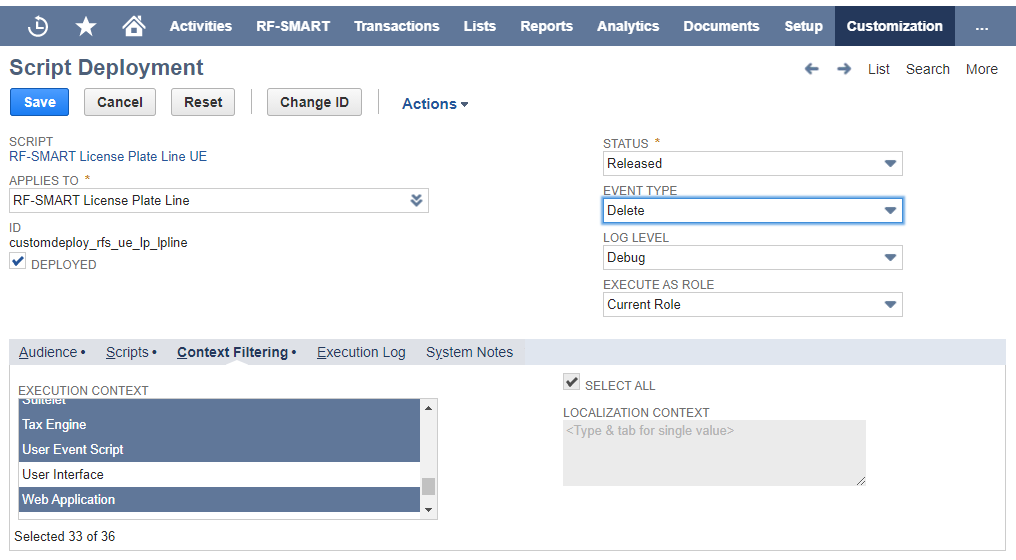 Activities RF-SMART Transactions Lists Reports Analytics Documents Setup Customization ...
Script Deployment
List Search More
Save Cancel Reset Change ID Actions
SCRIPT
RF-SMART License Plate Line UE
APPLIES TO *
RF-SMART License Plate Line
ID
customdeploy_rfs_ue_lp_lpline
DEPLOYED
STATUS *
Released
EVENT TYPE
Delete
LOG LEVEL
Debug
EXECUTE AS ROLE
Current Role
Audience • Scripts • Context Filtering • Execution Log System Notes
EXECUTION CONTEXT
Suitelet
Tax Engine
User Event Script
User Interface
Web Application
Selected 33 of 36
SELECT ALL
LOCALIZATION CONTEXT
<Type & tab for single value>